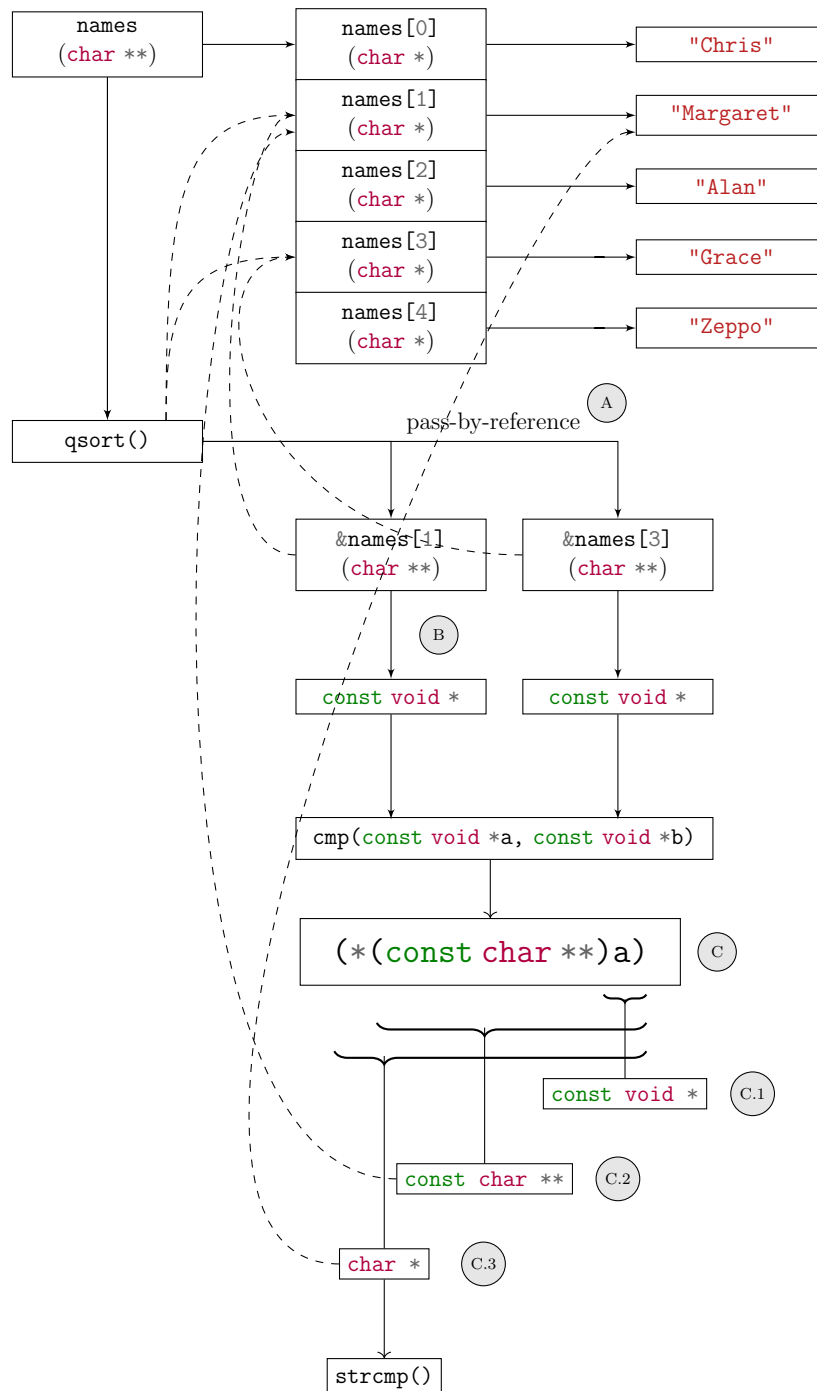 names
(char **)
names[0]
(char *)
"Chris"
names[1]
(char *)
"Margaret"
names[2]
(char *)
"Alan"
names[3]
(char *)
"Grace"
names[4]
(char *)
"Zeppo"
A
pass-by-reference
qsort()
&names[1]
(char **)
&names[3]
(char **)
B
const void *
const void *
cmp(const void *a, const void *b)
(*(const char **)a)
C
const void *
C.1
const char **
C.2
char *
C.3
strcmp()